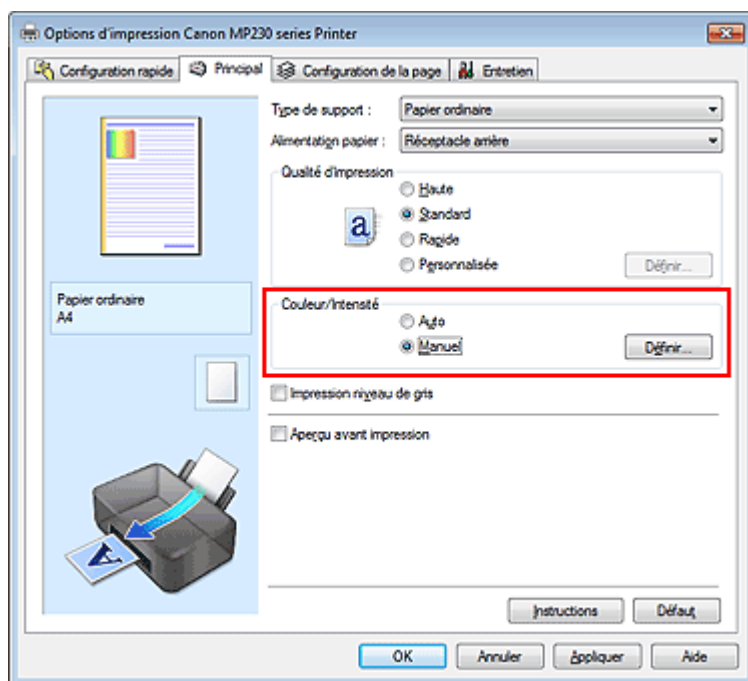 Options d'impression Canon MP230 series Printer
Configuration rapide
Principal
Configuration de la page
Entretien
Type de support :
Papier ordinaire
Alimentation papier :
Réceptacle arrière
Qualité d'impression
Haute
Standard
Rapide
Personnalisée
Définir...
a
Papier ordinaire
A4
Couleur/Intensité
Auto
Manuel
Définir...
Impression niveau de gris
Aperçu avant impression
A
Instructions
Défaut
OK
Annuler
Appliquer
Aide